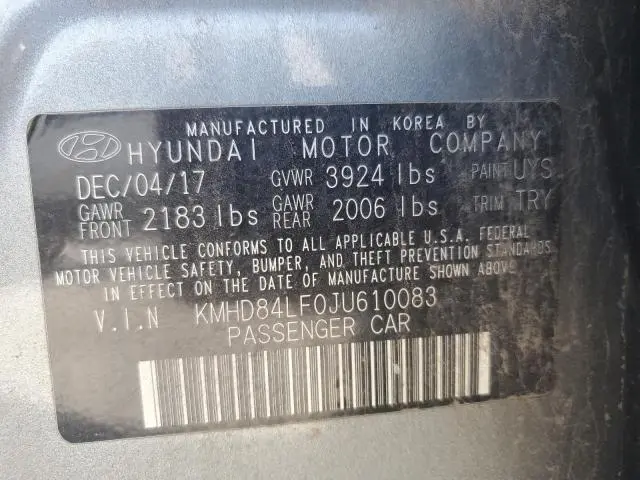 MANUFACTURED IN KOREA BY
HYUNDAI MOTOR COMPANY
DEC/04/17 GVWR 3924 lbs PAINT UYS
GAWR FRONT 2183 lbs GAWR REAR 2006 lbs TRIM TRY
THIS VEHICLE CONFORMS TO ALL APPLICABLE U.S.A. FEDERAL
MOTOR VEHICLE SAFETY, BUMPER, AND THEFT PREVENTION STANDARDS
IN EFFECT ON THE DATE OF MANUFACTURE SHOWN ABOVE.
V.I.N KMHD84LF0JU610083
PASSENGER CAR